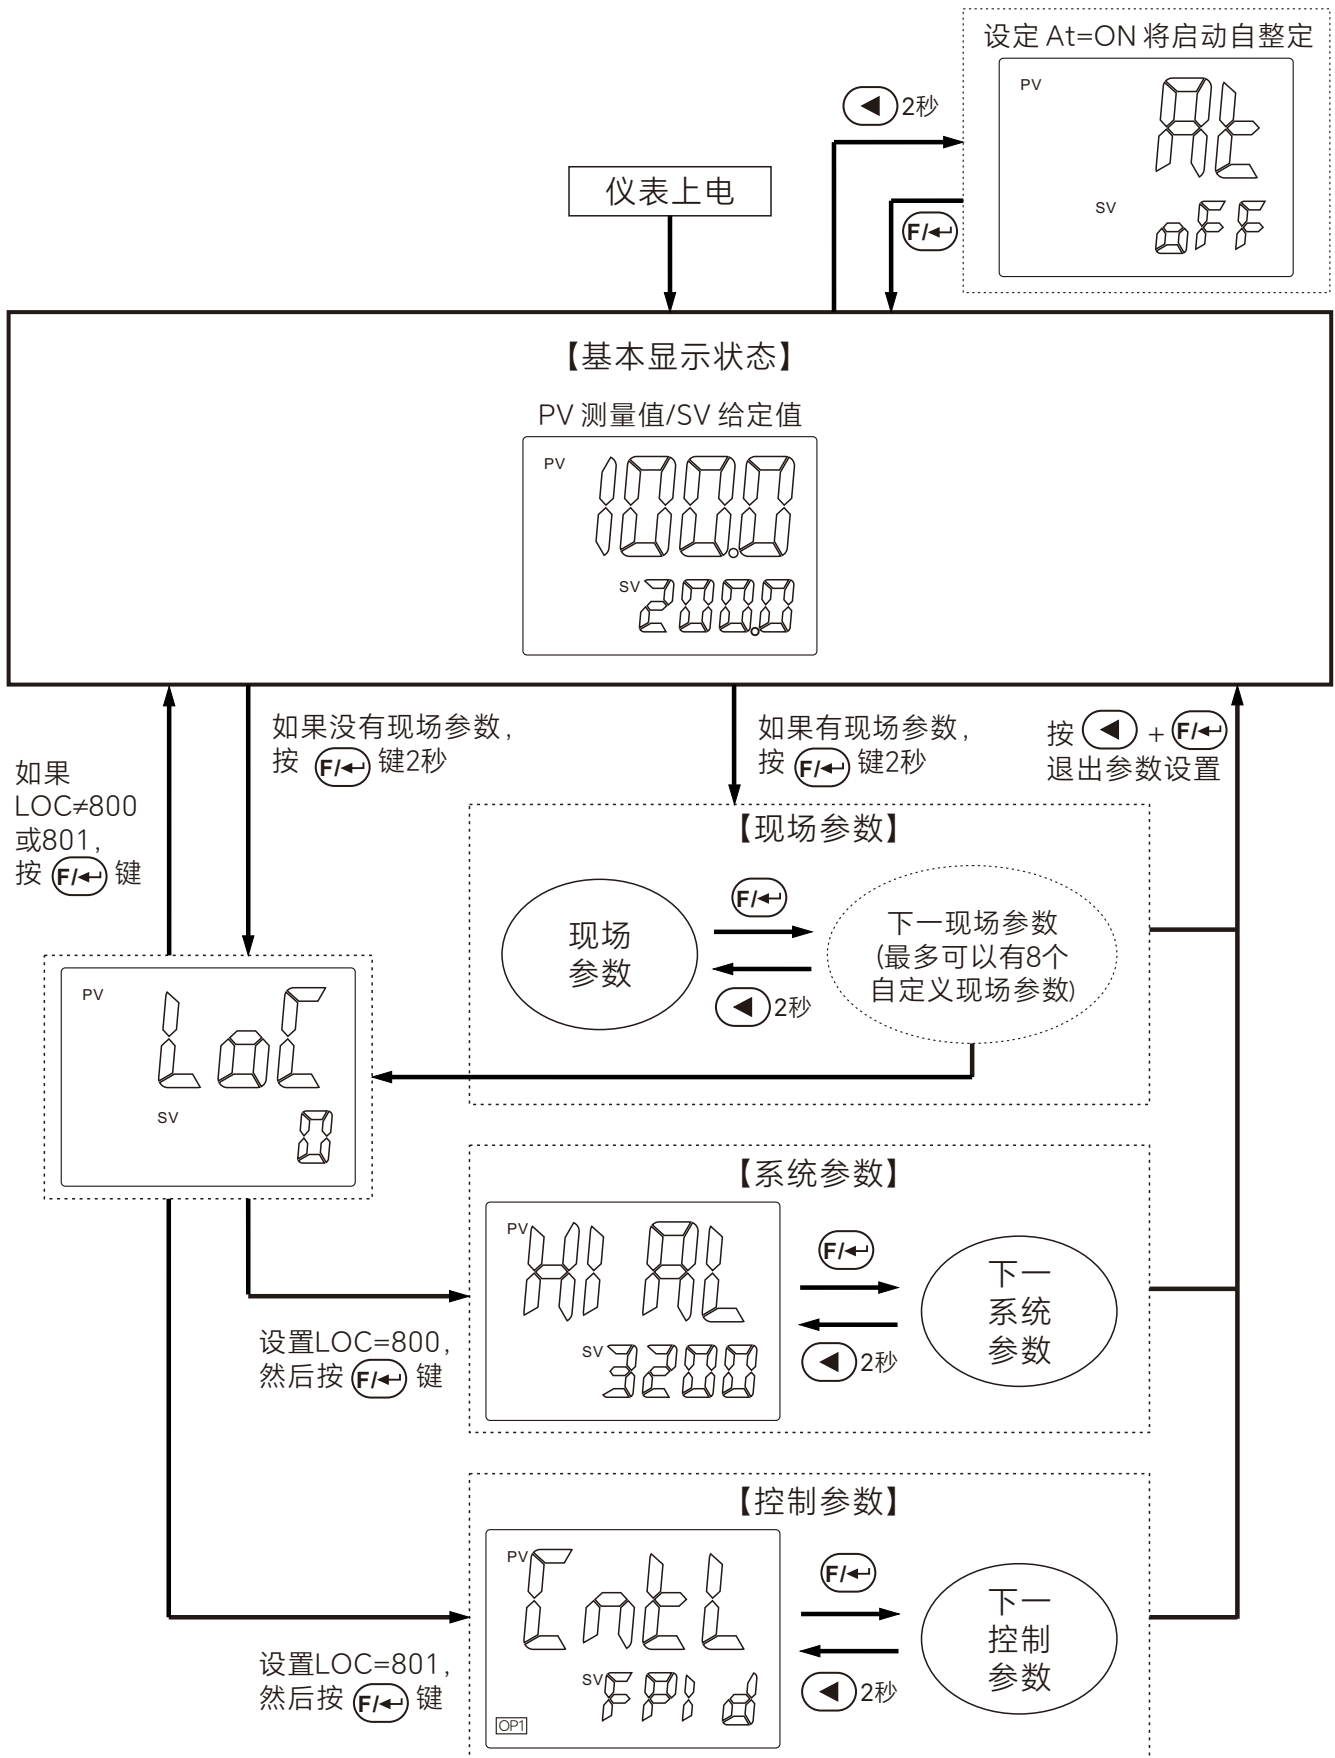 设定 At=ON 将启动自整定
PV
At
SV
oFF
2秒
F/↵
仪表上电
【基本显示状态】
PV 测量值/SV 给定值
PV
100.0
SV
200.0
如果
LOC≠800
或801，
按 F/↵ 键
如果没有现场参数，
按 F/↵ 键2秒
如果有现场参数，
按 F/↵ 键2秒
按 ◀ + F/↵
退出参数设置
【现场参数】
现场
参数
F/↵
◀ 2秒
下一现场参数
(最多可以有8个
自定义现场参数)
PV
LoC
SV
0
【系统参数】
PV
HI AL
SV
3200
F/↵
◀ 2秒
下一
系统
参数
设置LOC=800，
然后按 F/↵ 键
【控制参数】
PV
CntL
SV
FPId
OP1
F/↵
◀ 2秒
下一
控制
参数
设置LOC=801，
然后按 F/↵ 键